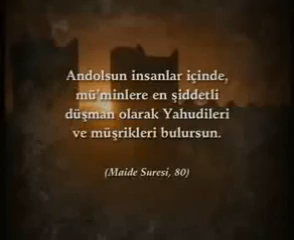 Andolsun insanlar içinde,
mü'minlere en şiddetli
düşman olarak Yahudileri
ve müşrikleri bulursun.
(Maide Suresi, 80)